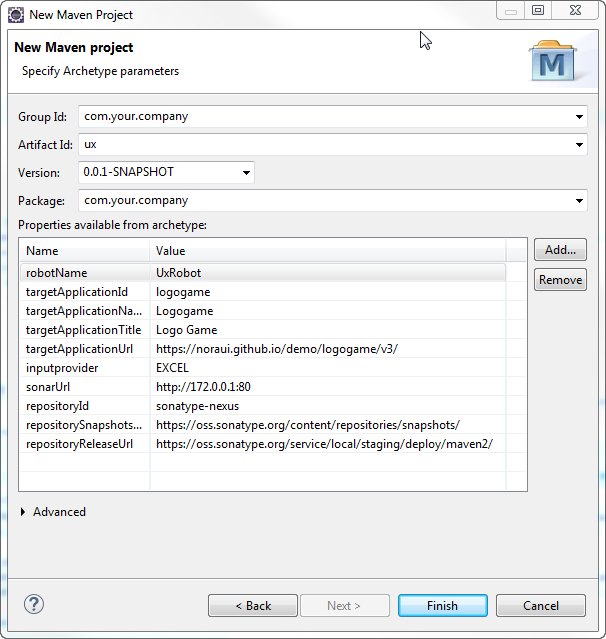 New Maven Project
New Maven project
Specify Archetype parameters
M
Group Id: com.your.company
Artifact Id: ux
Version: 0.0.1-SNAPSHOT
Package: com.your.company
Properties available from archetype:
Name Value
Add...
robotName UxRobot
Remove
targetApplicationId logogame
targetApplicationNa... Logogame
targetApplicationTitle Logo Game
targetApplicationUrl https://noraui.github.io/demo/logogame/v3/
inputprovider EXCEL
sonarUrl http://172.0.0.1:80
repositoryId sonatype-nexus
repositorySnapshots... https://oss.sonatype.org/content/repositories/snapshots/
repositoryReleaseUrl https://oss.sonatype.org/service/local/staging/deploy/maven2/
Advanced
? < Back Next > Finish Cancel